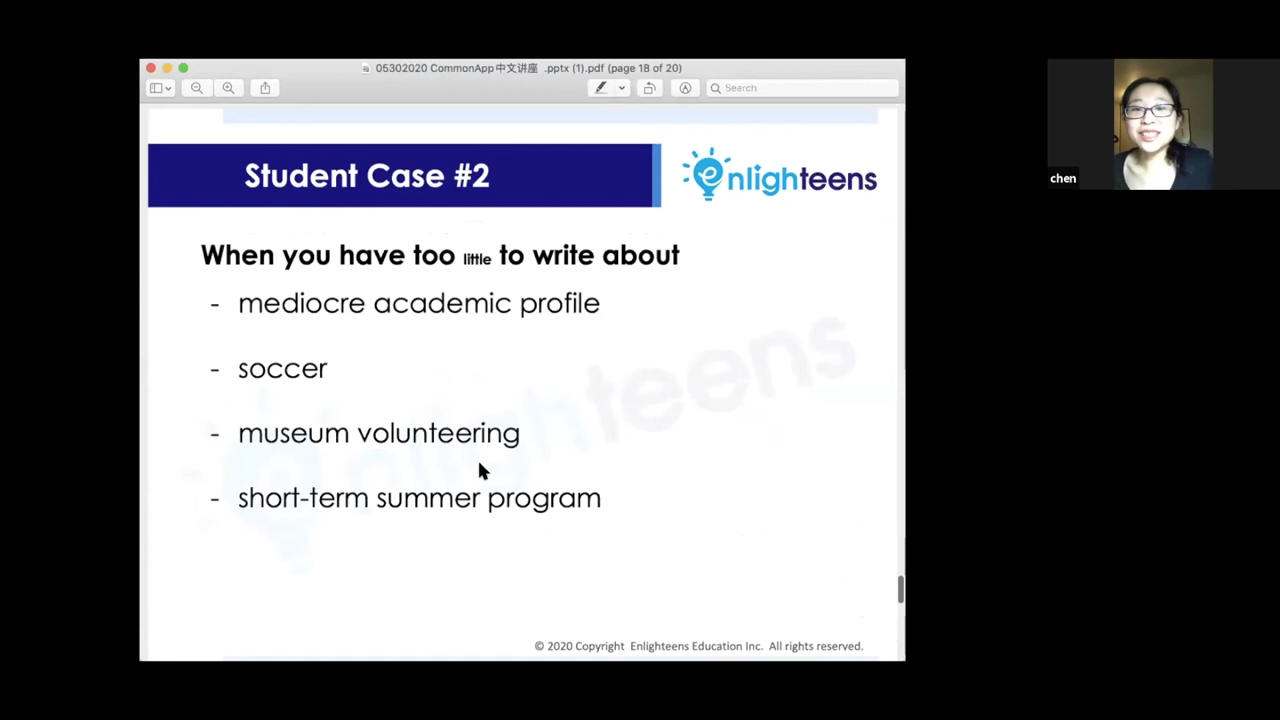 05302020 CommonApp中文讲座 .pptx (1).pdf (page 18 of 20)
Search
Student Case #2
enlighteens
When you have too little to write about
- mediocre academic profile
- soccer
- museum volunteering
- short-term summer program
enlighteens
© 2020 Copyright Enlighteens Education Inc. All rights reserved.
chen